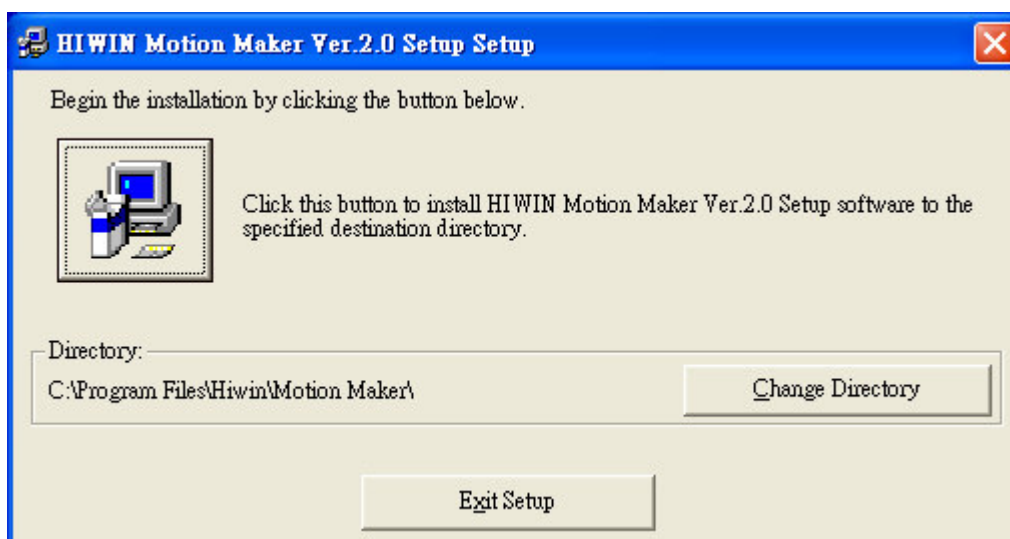 HIWIN Motion Maker Ver.2.0 Setup Setup
Begin the installation by clicking the button below.
Click this button to install HIWIN Motion Maker Ver.2.0 Setup software to the
specified destination directory.
Directory:
C:\Program Files\Hiwin\Motion Maker\
Change Directory
Exit Setup